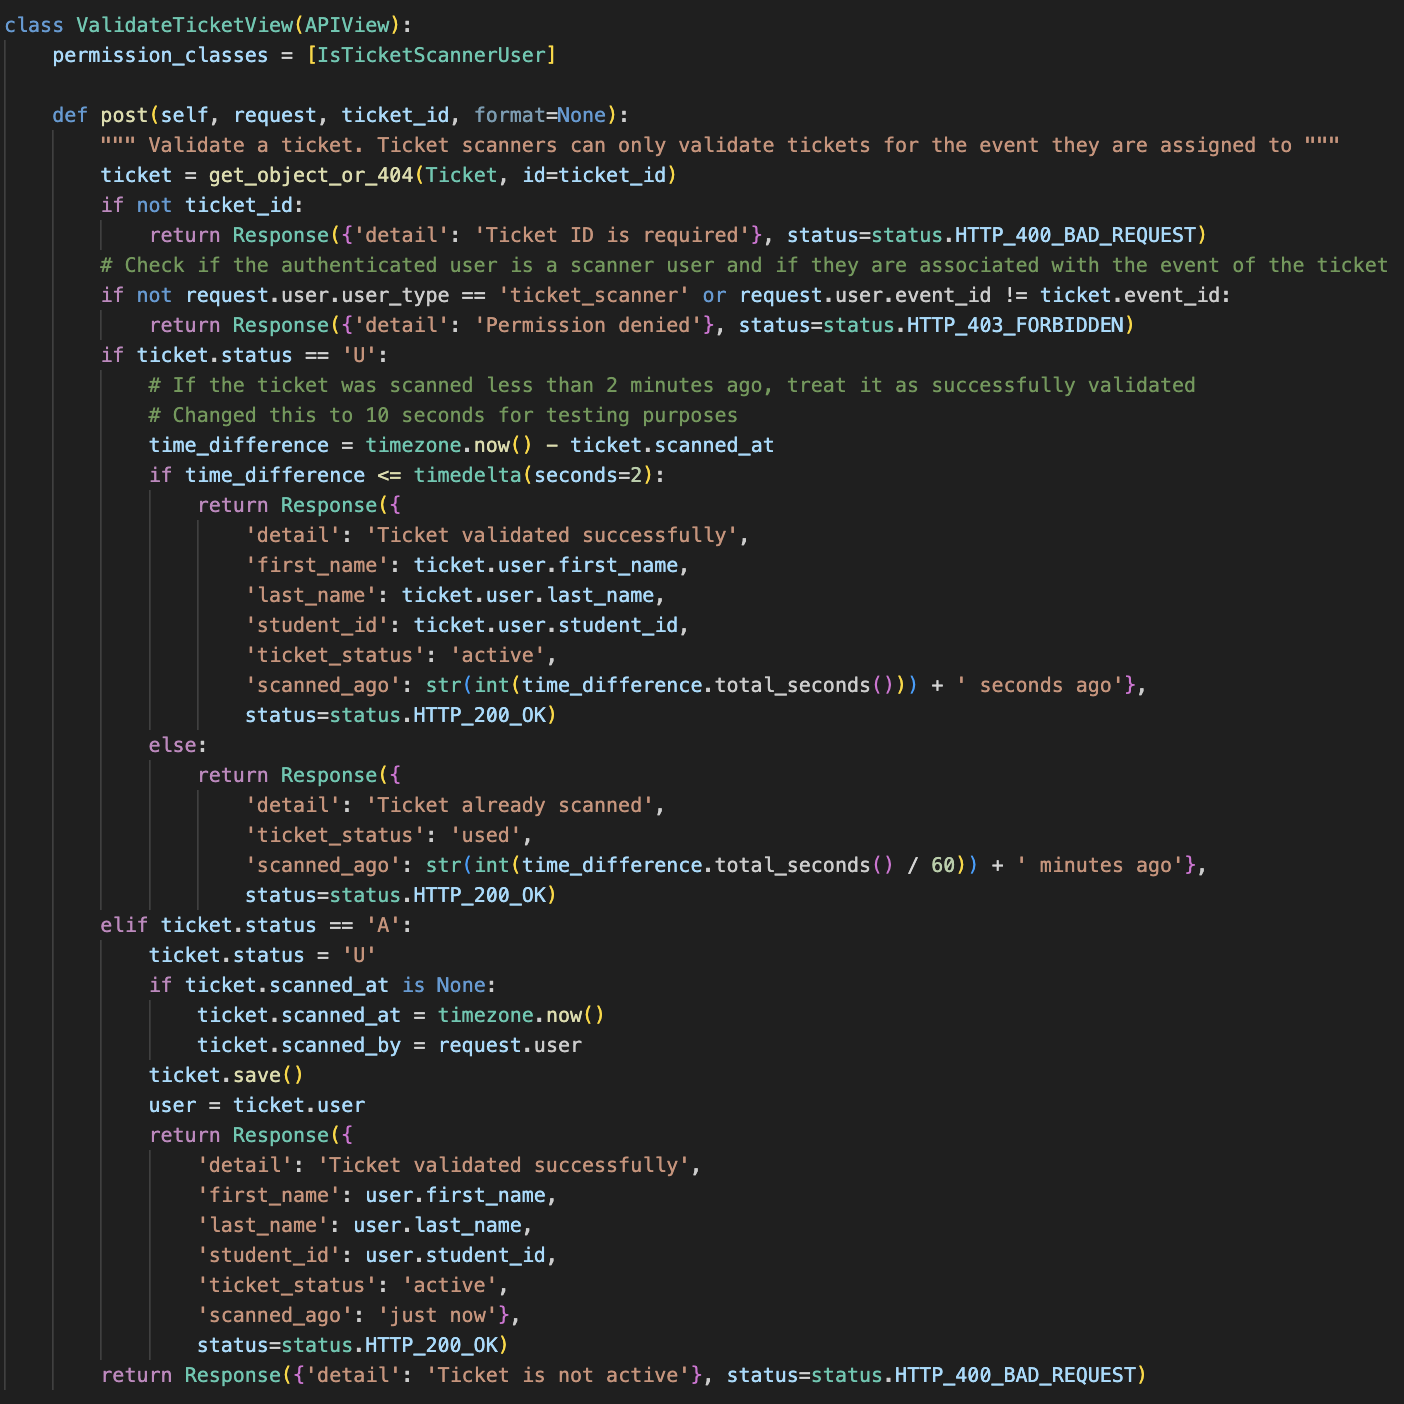 class ValidateTicketView(APIView):
    permission_classes = [IsTicketScannerUser]

    def post(self, request, ticket_id, format=None):
        """ Validate a ticket. Ticket scanners can only validate tickets for the event they are assigned to """
        ticket = get_object_or_404(Ticket, id=ticket_id)
        if not ticket_id:
            return Response({'detail': 'Ticket ID is required'}, status=status.HTTP_400_BAD_REQUEST)
        # Check if the authenticated user is a scanner user and if they are associated with the event of the ticket
        if not request.user.user_type == 'ticket_scanner' or request.user.event_id != ticket.event_id:
            return Response({'detail': 'Permission denied'}, status=status.HTTP_403_FORBIDDEN)
        if ticket.status == 'U':
            # If the ticket was scanned less than 2 minutes ago, treat it as successfully validated
            # Changed this to 10 seconds for testing purposes
            time_difference = timezone.now() - ticket.scanned_at
            if time_difference <= timedelta(seconds=2):
                return Response({
                    'detail': 'Ticket validated successfully',
                    'first_name': ticket.user.first_name,
                    'last_name': ticket.user.last_name,
                    'student_id': ticket.user.student_id,
                    'ticket_status': 'active',
                    'scanned_ago': str(int(time_difference.total_seconds())) + ' seconds ago'},
                    status=status.HTTP_200_OK)
            else:
                return Response({
                    'detail': 'Ticket already scanned',
                    'ticket_status': 'used',
                    'scanned_ago': str(int(time_difference.total_seconds() / 60)) + ' minutes ago'},
                    status=status.HTTP_200_OK)
        elif ticket.status == 'A':
            ticket.status = 'U'
            if ticket.scanned_at is None:
                ticket.scanned_at = timezone.now()
                ticket.scanned_by = request.user
            ticket.save()
            user = ticket.user
            return Response({
                'detail': 'Ticket validated successfully',
                'first_name': user.first_name,
                'last_name': user.last_name,
                'student_id': user.student_id,
                'ticket_status': 'active',
                'scanned_ago': 'just now'},
                status=status.HTTP_200_OK)
        return Response({'detail': 'Ticket is not active'}, status=status.HTTP_400_BAD_REQUEST)